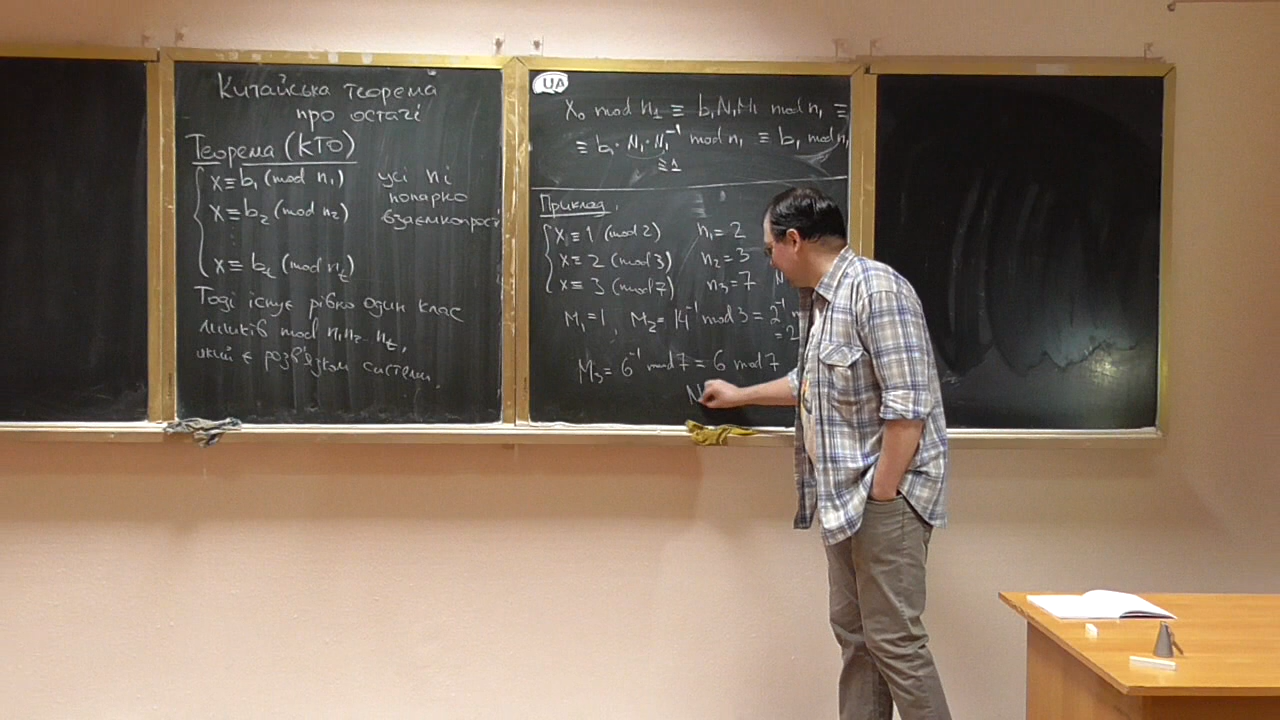 Китайська теорема
про остачі
Теорема (КТО)
x ≡ b₁ (mod n₁)
x ≡ b₂ (mod n₂)
⋮
x ≡ bₜ (mod nₜ)
усі nᵢ
попарно
взаємнопрості
Тоді існує рівно один клас
лишків mod n₁n₂...nₜ,
який є розв'язком системи.
UA
x₀ mod n₁ ≡ b₁N₁M₁ mod n₁ ≡
≡ b₁·N₁·N₁⁻¹ mod n₁ ≡ b₁ mod n₁
≡1
Приклад.
x ≡ 1 (mod 2) n₁ = 2
x ≡ 2 (mod 3) n₂ = 3
x ≡ 3 (mod 7) n₃ = 7 N
M₁ = 1, M₂ = 14⁻¹ mod 3 = 2⁻¹
= 2
M₃ = 6⁻¹ mod 7 = 6 mod 7